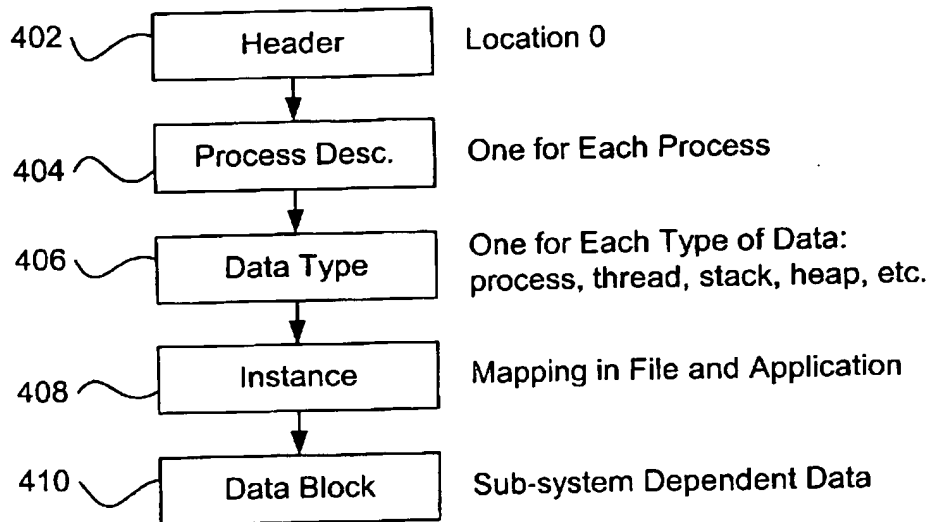 402 Header Location 0
404 Process Desc. One for Each Process
406 Data Type One for Each Type of Data:
process, thread, stack, heap, etc.
408 Instance Mapping in File and Application
410 Data Block Sub-system Dependent Data